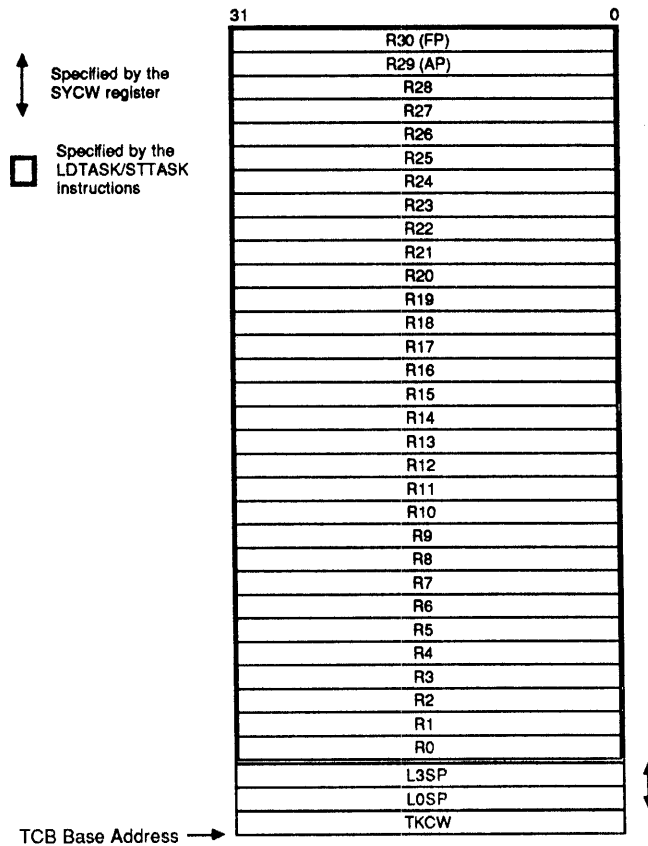 31 0
R30 (FP)
R29 (AP)
R28
R27
R26
R25
R24
R23
R22
R21
R20
R19
R18
R17
R16
R15
R14
R13
R12
R11
R10
R9
R8
R7
R6
R5
R4
R3
R2
R1
R0
L3SP
L0SP
TKCW
Specified by the
SYCW register
Specified by the
LDTASK/STTASK
instructions
TCB Base Address